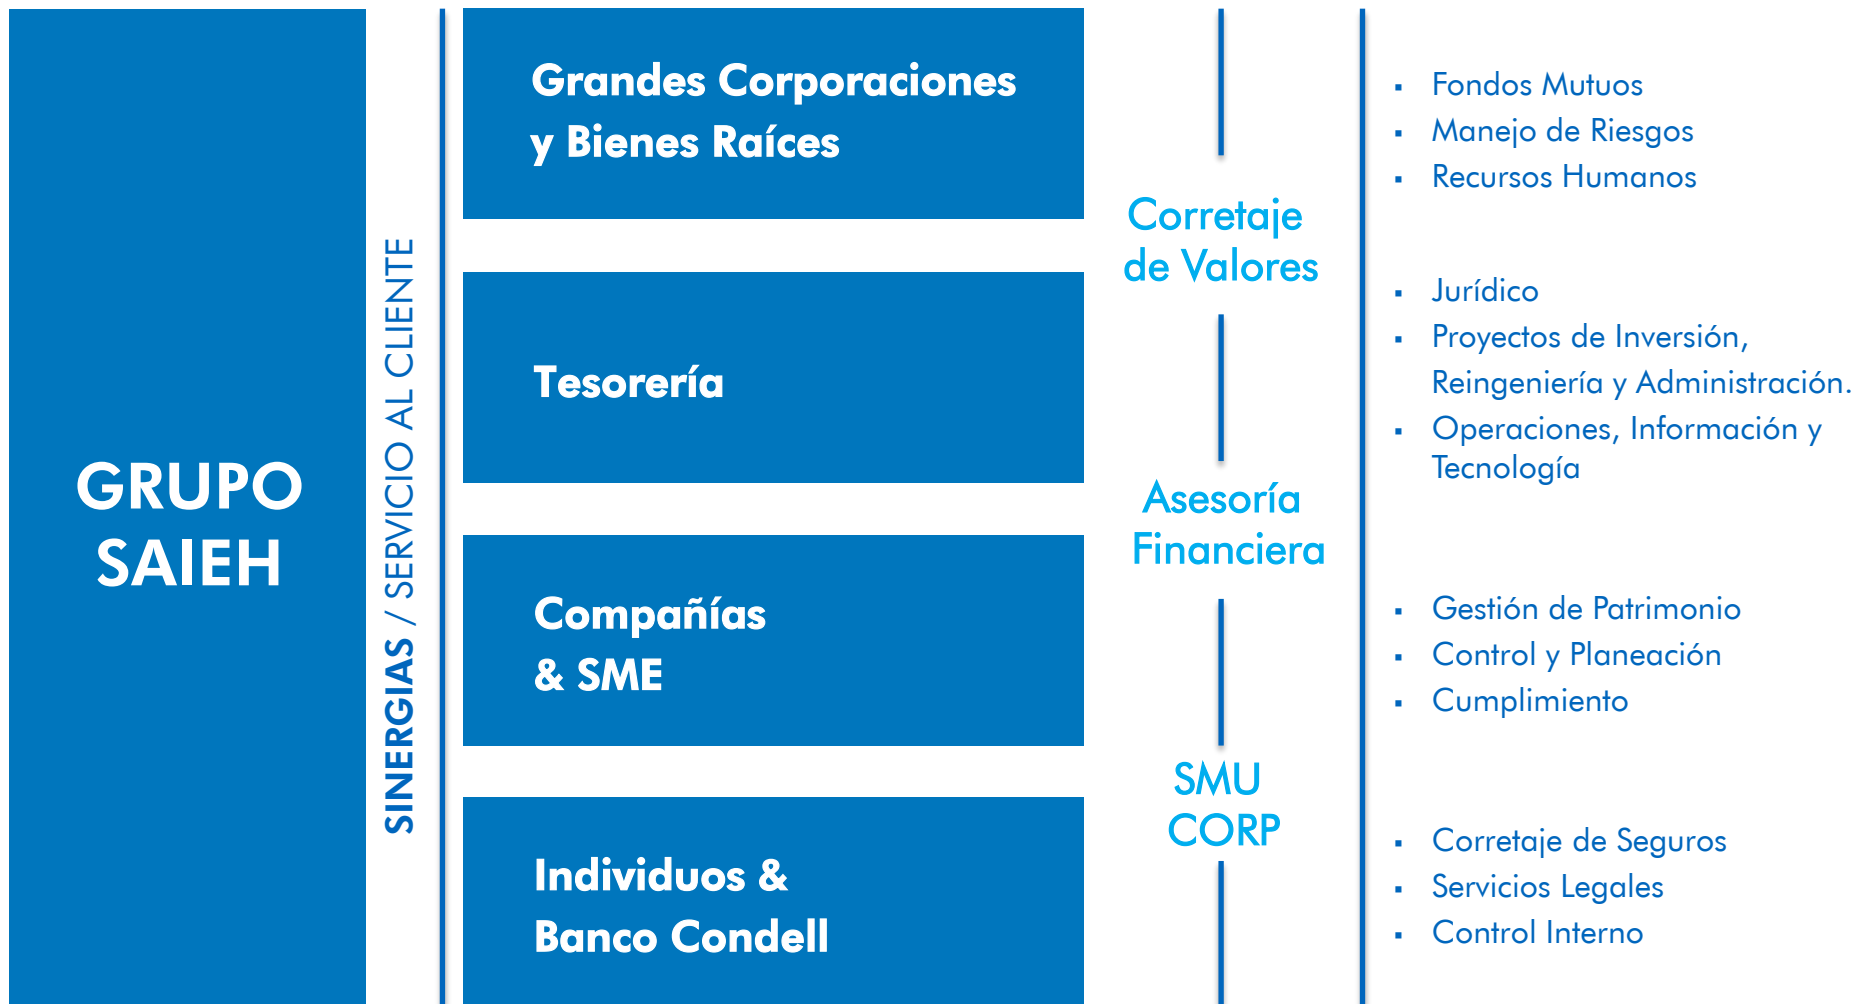 GRUPO
SAIEH
SINERGIAS / SERVICIO AL CLIENTE
Grandes Corporaciones
y Bienes Raíces
Tesorería
Compañías
& SME
Individuos &
Banco Condell
Corretaje
de Valores
Asesoría
Financiera
SMU
CORP
▪ Fondos Mutuos
▪ Manejo de Riesgos
▪ Recursos Humanos
▪ Jurídico
▪ Proyectos de Inversión,
Reingeniería y Administración.
▪ Operaciones, Información y
Tecnología
▪ Gestión de Patrimonio
▪ Control y Planeación
▪ Cumplimiento
▪ Corretaje de Seguros
▪ Servicios Legales
▪ Control Interno